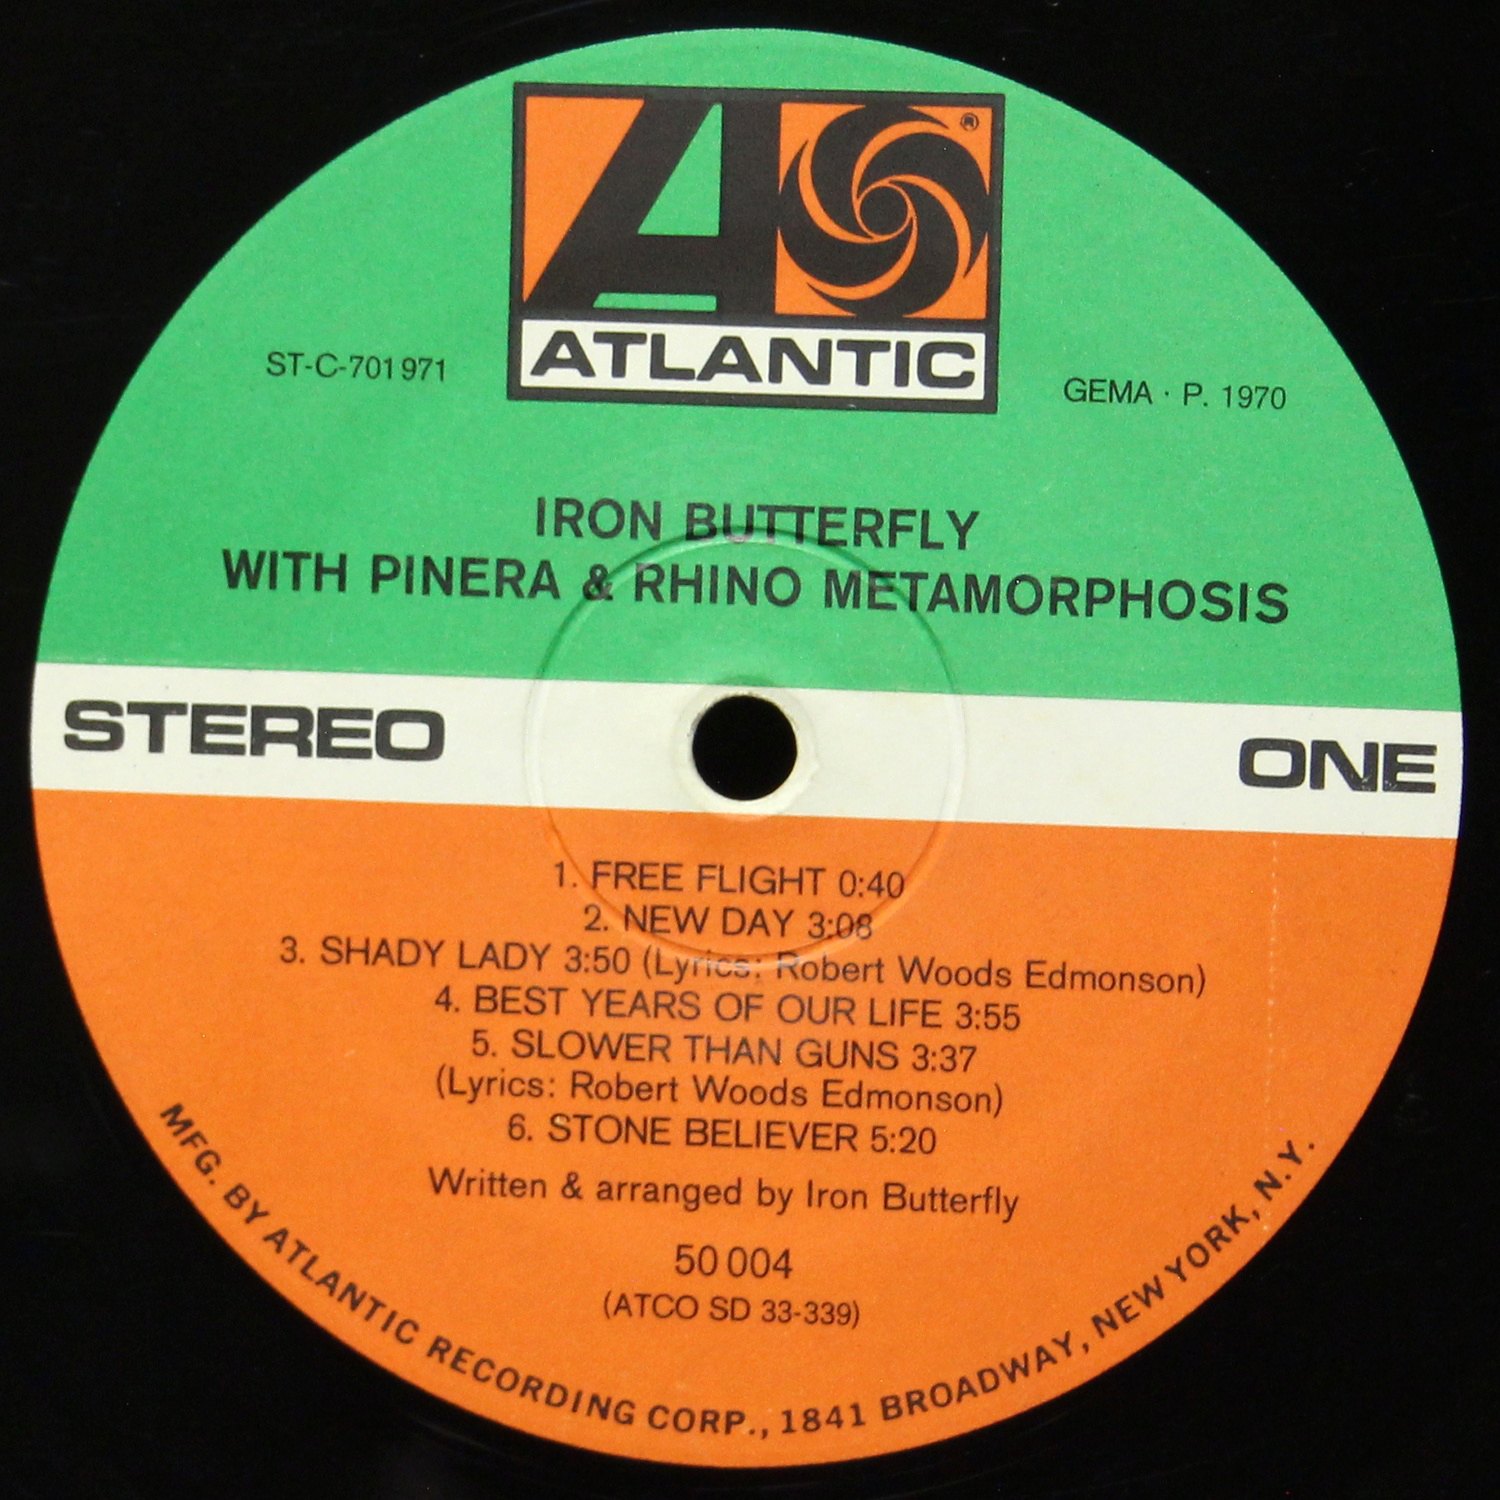 ATLANTIC
®
ST-C-701971
GEMA · P. 1970
IRON BUTTERFLY
WITH PINERA & RHINO METAMORPHOSIS
STEREO
ONE
1. FREE FLIGHT 0:40
2. NEW DAY 3:08
3. SHADY LADY 3:50 (Lyrics: Robert Woods Edmonson)
4. BEST YEARS OF OUR LIFE 3:55
5. SLOWER THAN GUNS 3:37
(Lyrics: Robert Woods Edmonson)
6. STONE BELIEVER 5:20
Written & arranged by Iron Butterfly
50 004
(ATCO SD 33-339)
MFG. BY ATLANTIC RECORDING CORP., 1841 BROADWAY, NEW YORK, N.Y.